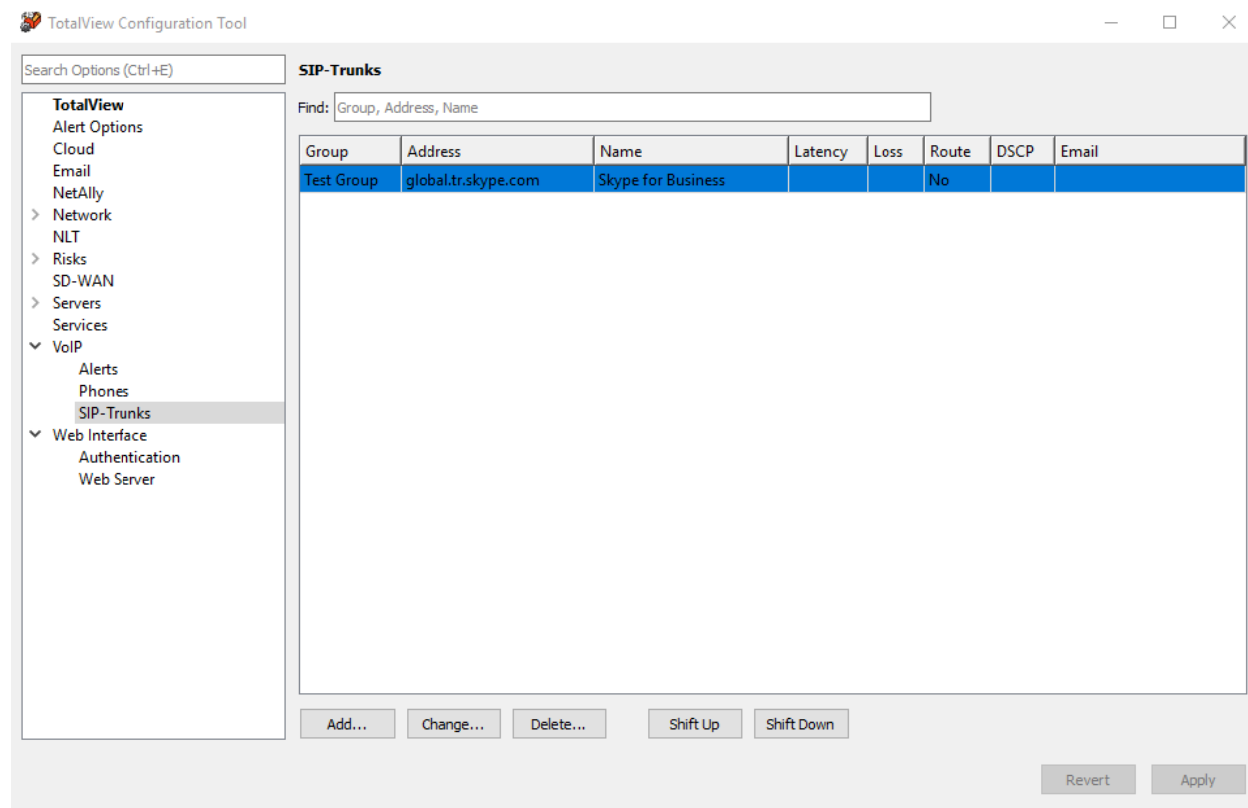 TotalView Configuration Tool
Search Options (Ctrl+E)
TotalView
Alert Options
Cloud
Email
NetAlly
Network
NLT
Risks
SD-WAN
Servers
Services
VoIP
Alerts
Phones
SIP-Trunks
Web Interface
Authentication
Web Server
SIP-Trunks
Find: Group, Address, Name
Group Address Name Latency Loss Route DSCP Email
Test Group global.tr.skype.com Skype for Business No
Add... Change... Delete... Shift Up Shift Down
Revert Apply